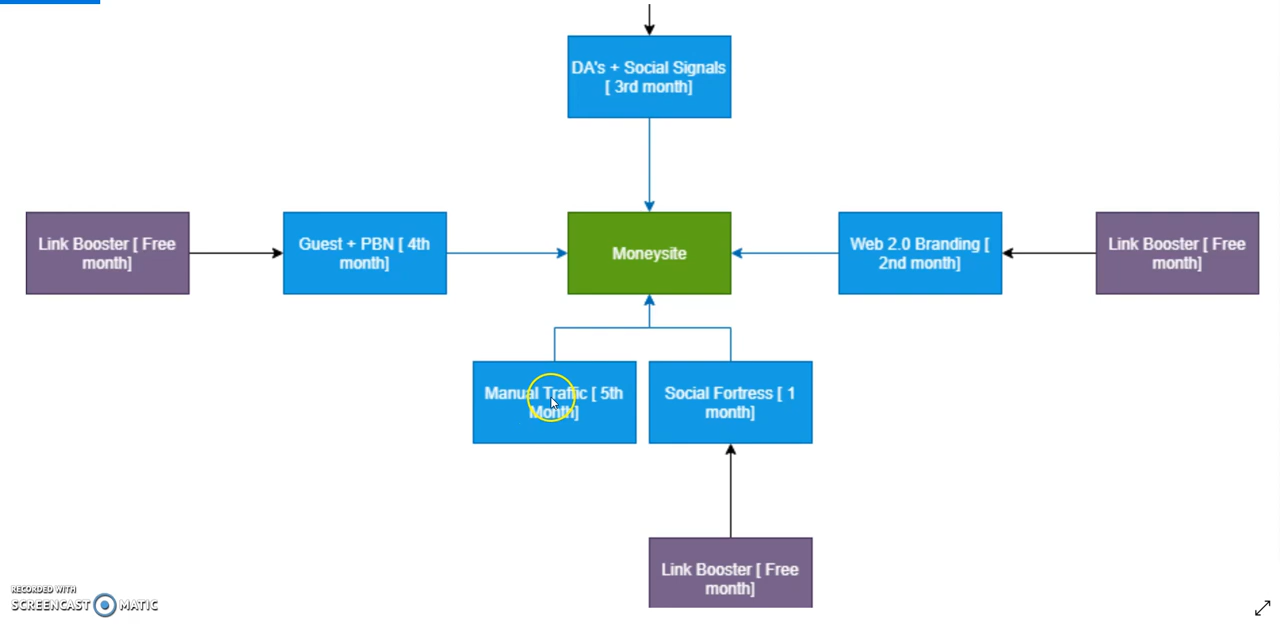 DA's + Social Signals
[ 3rd month]
Link Booster [ Free
month]
Guest + PBN [ 4th
month]
Moneysite
Web 2.0 Branding [
2nd month]
Link Booster [ Free
month]
Manual Traffic [ 5th
Month]
Social Fortress [ 1
month]
Link Booster [ Free
month]
RECORDED WITH
SCREENCAST MATIC